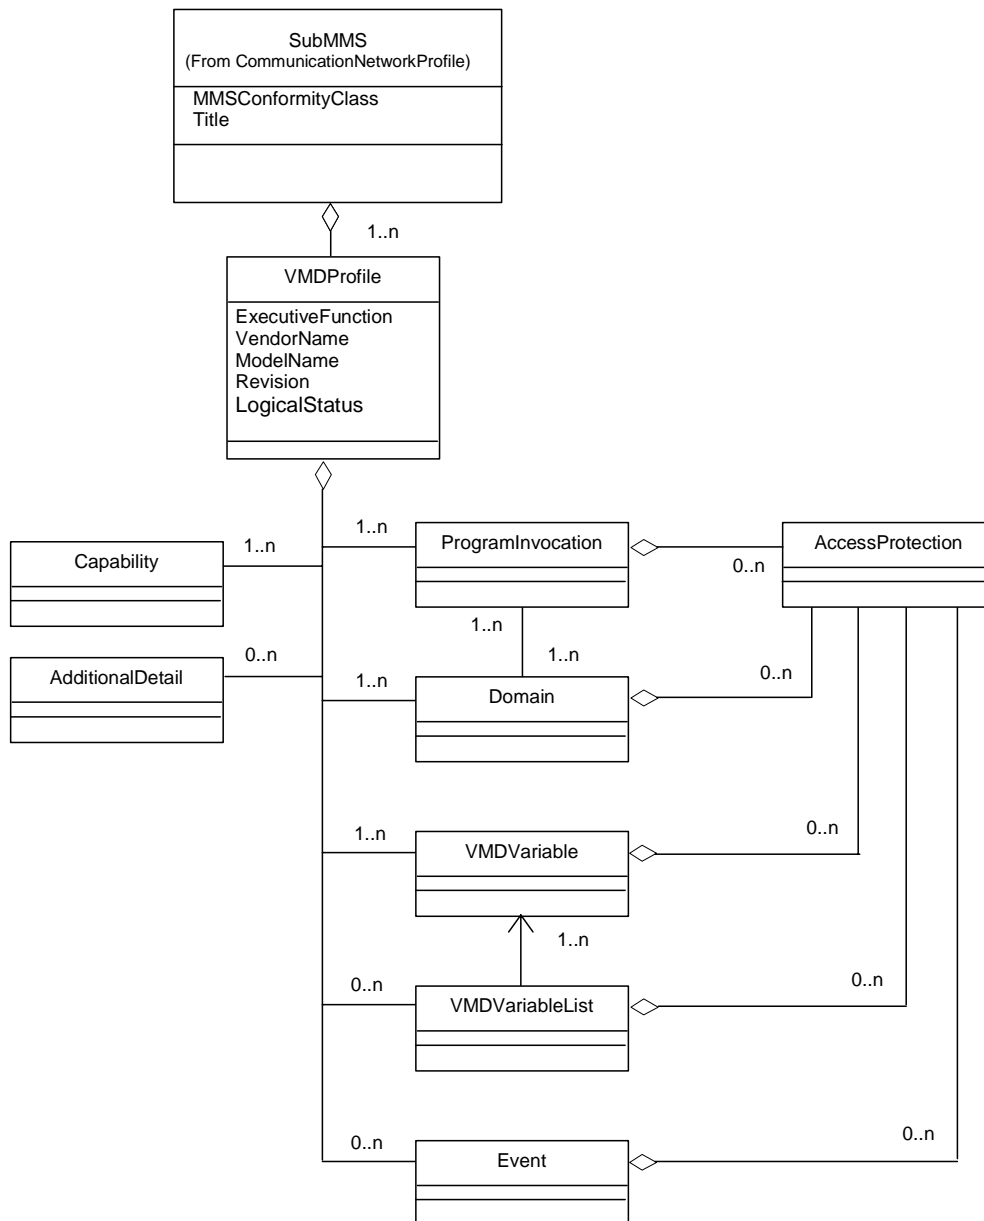 SubMMS
(From CommunicationNetworkProfile)
MMSConformityClass
Title
1..n
VMDProfile
ExecutiveFunction
VendorName
ModelName
Revision
LogicalStatus
1..n
Capability
1..n
ProgramInvocation
0..n
AccessProtection
0..n
AdditionalDetail
1..n
1..n
1..n
Domain
0..n
1..n
VMDVariable
0..n
1..n
0..n
VMDVariableList
0..n
0..n
Event
0..n